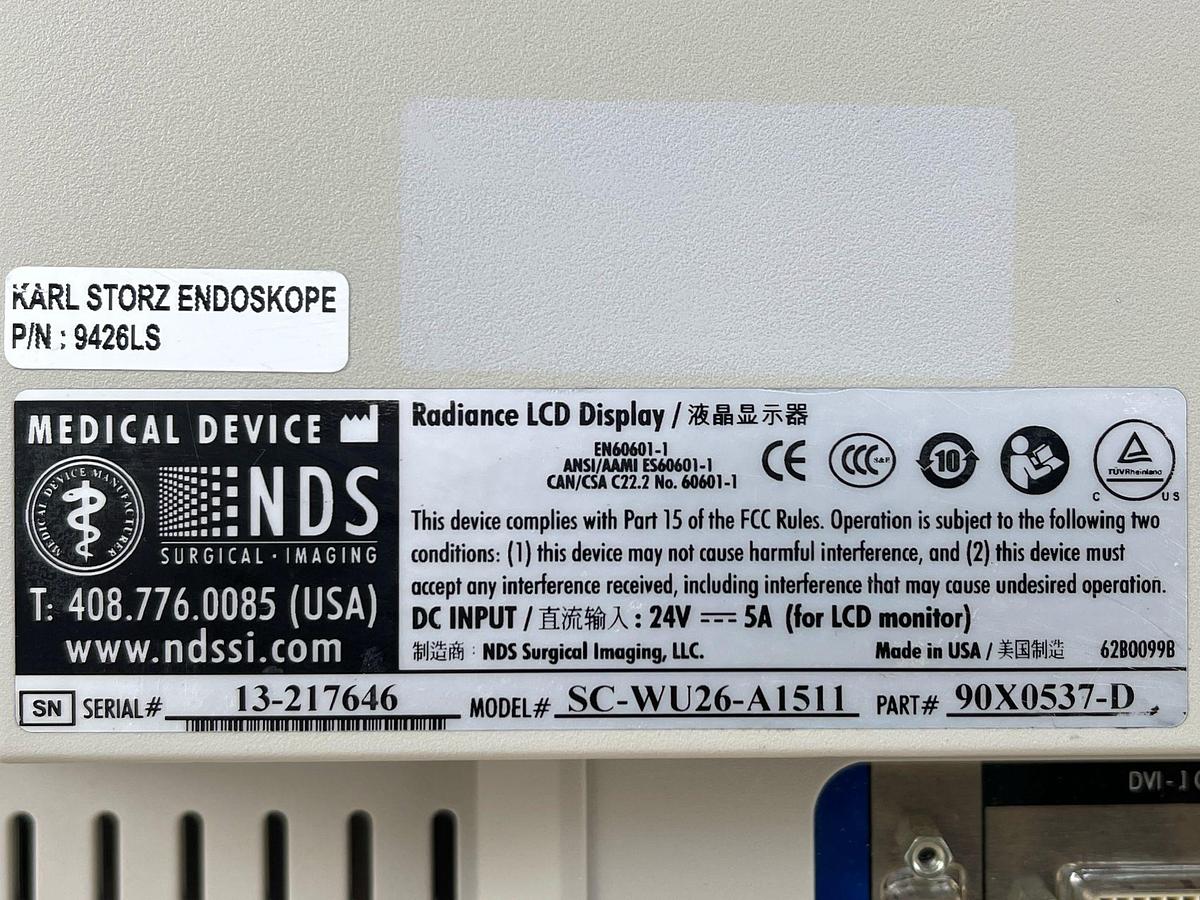 KARL STORZ ENDOSKOPE
P/N : 9426LS
MEDICAL DEVICE
MEDICAL DEVICE MANUFACTURER
NDS
SURGICAL · IMAGING
T: 408.776.0085 (USA)
www.ndssi.com
Radiance LCD Display / 液晶显示器
EN60601-1
ANSI/AAMI ES60601-1
CAN/CSA C22.2 No. 60601-1
CE
CCC S&E
10
TÜVRheinland
C US
This device complies with Part 15 of the FCC Rules. Operation is subject to the following two
conditions: (1) this device may not cause harmful interference, and (2) this device must
accept any interference received, including interference that may cause undesired operation.
DC INPUT / 直流输入 : 24V ⎓ 5A (for LCD monitor)
制造商 : NDS Surgical Imaging, LLC.
Made in USA / 美国制造
62B0099B
SN SERIAL# 13-217646 MODEL# SC-WU26-A1511 PART# 90X0537-D
DVI - I